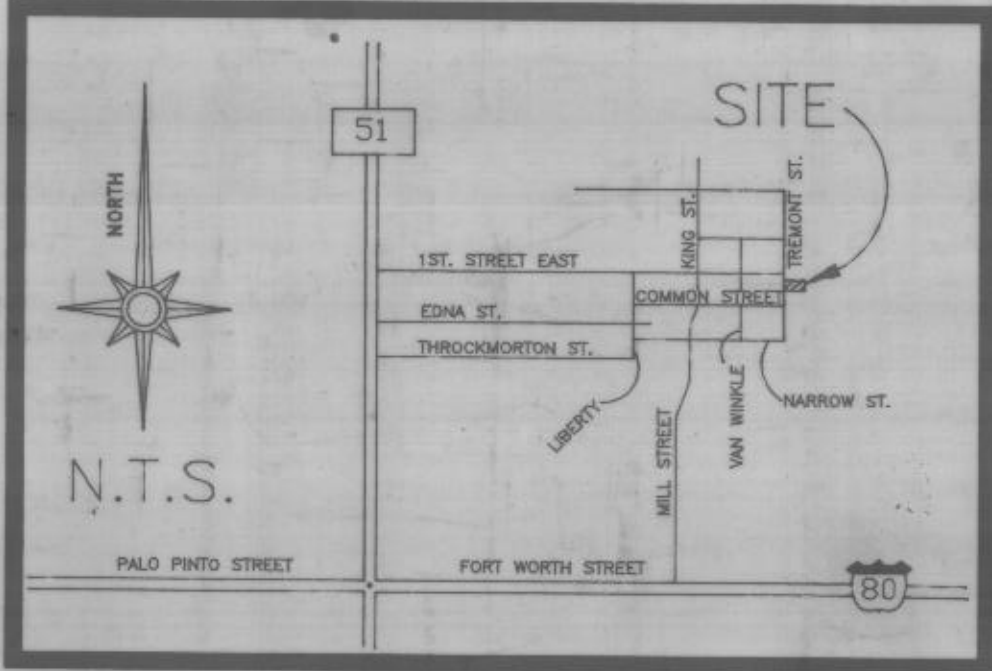 SITE
51
NORTH
KING ST.
TREMONT ST.
1ST. STREET EAST
COMMON STREET
EDNA ST.
THROCKMORTON ST.
LIBERTY
MILL STREET
VAN WINKLE
NARROW ST.
N.T.S.
PALO PINTO STREET
FORT WORTH STREET
80